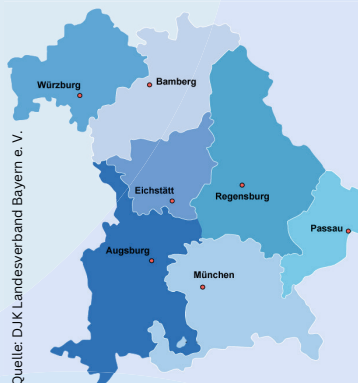 Würzburg
Bamberg
Eichstätt
Regensburg
Passau
Augsburg
München
Quelle: DJK Landesverband Bayern e. V.